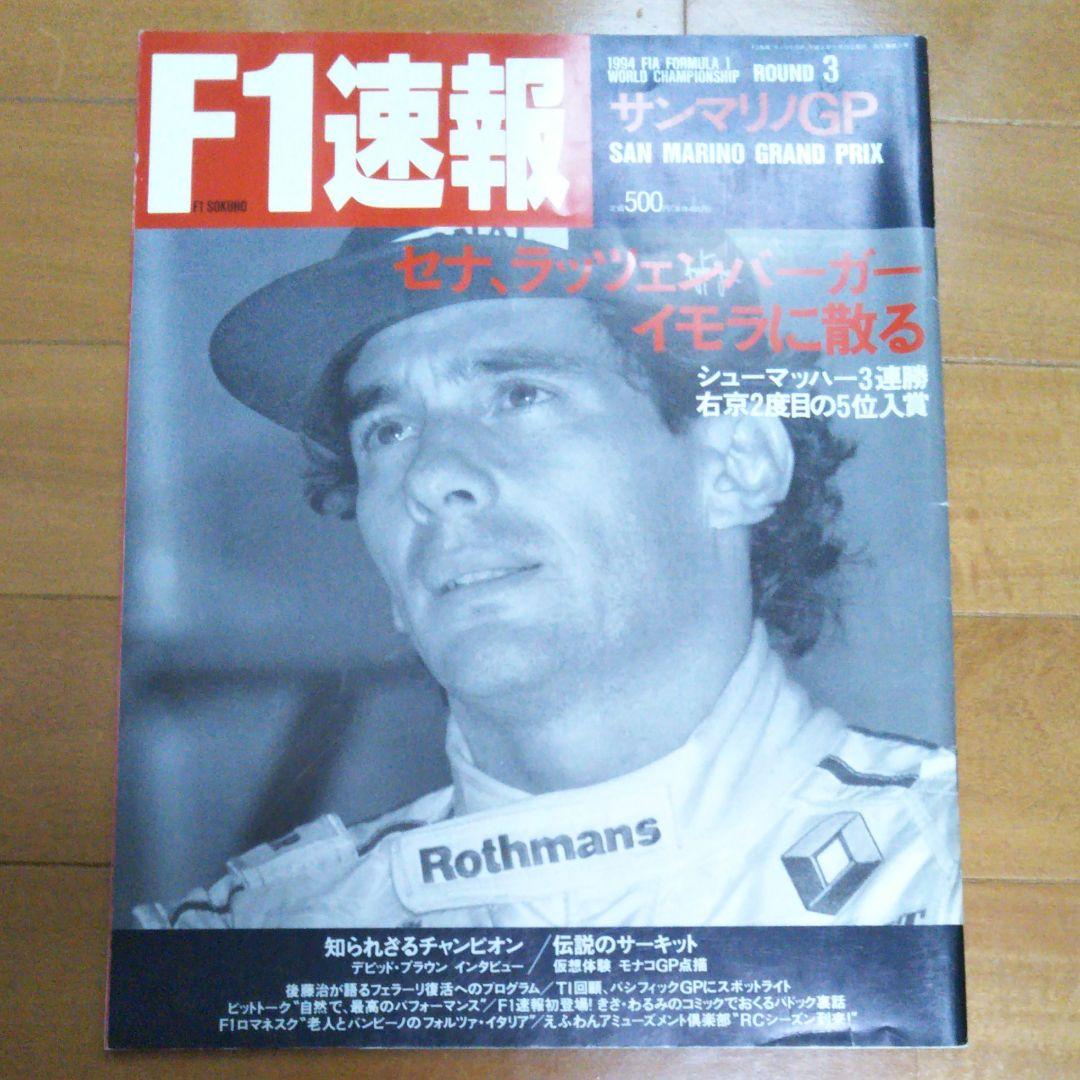 F1速報
F1 SOKUHO
1994 FIA FORMULA 1
WORLD CHAMPIONSHIP ROUND 3
サンマリノGP
SAN MARINO GRAND PRIX
定価500円
セナ、ラッツェンバーガー
イモラに散る
シューマッハー3連勝
右京2度目の5位入賞
Rothmans
知られざるチャンピオン/伝説のサーキット
デビッド・ブラウン インタビュー/仮想体験 モナコGP点描
後藤治が語るフェラーリ復活へのプログラム/TI回顧、パシフィックGPにスポットライト
ピットトーク"自然で、最高のパフォーマンス"/F1速報初登場!きさ・わるみのコミックでおくるパドック裏話
F1ロマネスク"老人とバンビーノのフォルツァ・イタリア"/えふわんアミューズメント倶楽部"RCシーズン到来!"